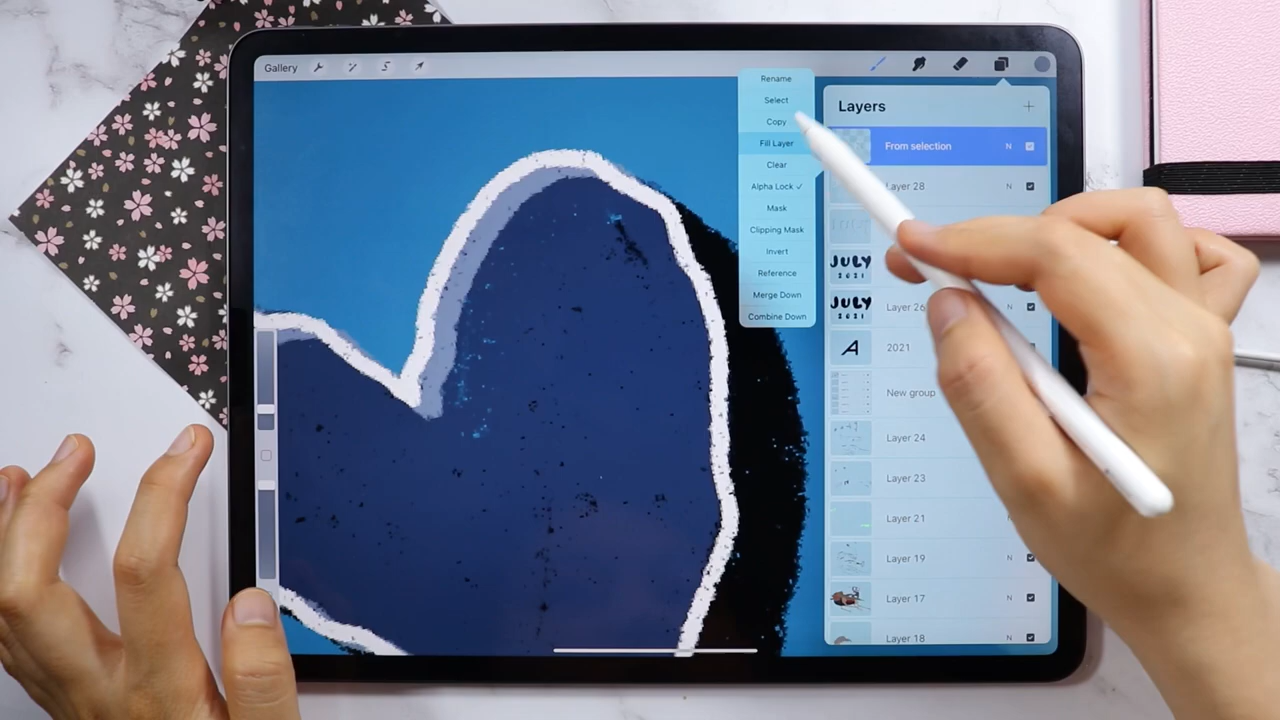 Gallery
Rename
Select
Copy
Fill Layer
Clear
Alpha Lock ✓
Mask
Clipping Mask
Invert
Reference
Merge Down
Combine Down
Layers
From selection N
Layer 28 N
JULY
2021
JULY
2021
Layer 26 N
A
2021
New group
Layer 24
Layer 23
Layer 21
Layer 19 N
Layer 17 N
Layer 18 N